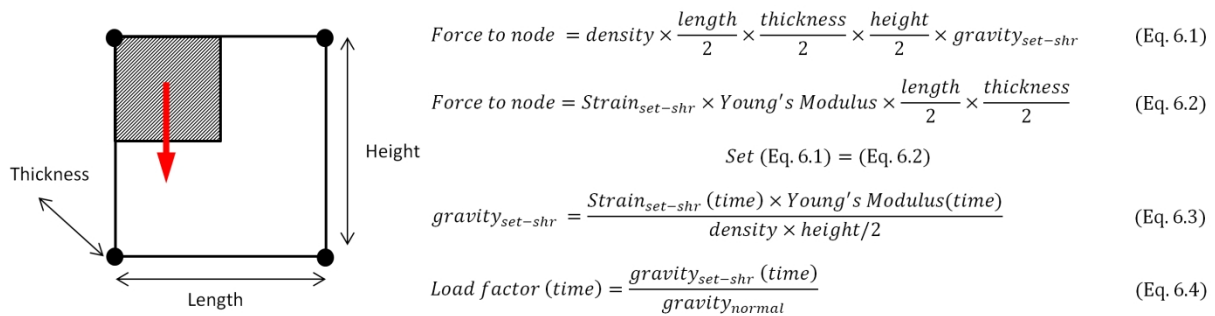 Thickness
Height
Length
Force to node = density × length/2 × thickness/2 × height/2 × gravity_set−shr (Eq. 6.1)
Force to node = Strain_set−shr × Young's Modulus × length/2 × thickness/2 (Eq. 6.2)
Set (Eq. 6.1) = (Eq. 6.2)
gravity_set−shr = Strain_set−shr (time) × Young's Modulus(time) / density × height/2 (Eq. 6.3)
Load factor (time) = gravity_set−shr (time) / gravity_normal (Eq. 6.4)